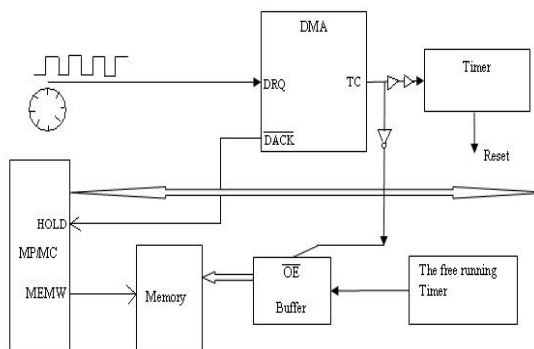 DMA
DRQ
TC
Timer
DACK
Reset
HOLD
MP/MC
MEMW
Memory
OE
Buffer
The free running
Timer